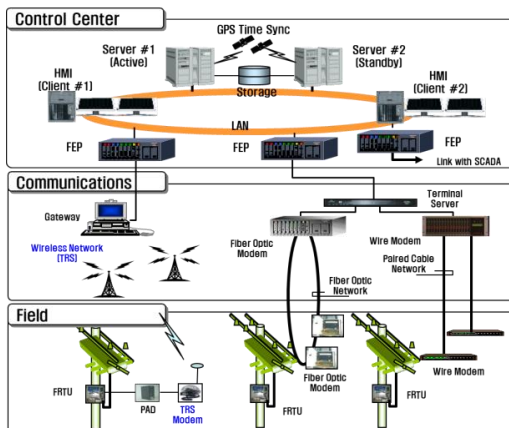 Control Center
GPS Time Sync
Server #1
(Active)
Server #2
(Standby)
HMI
(Client #1)
Storage
HMI
(Client #2)
LAN
FEP
FEP
FEP
Link with SCADA
Communications
Gateway
Terminal
Server
Wireless Network
(TRS)
Fiber Optic
Modem
Wire Modem
Paired Cable
Network
Fiber Optic
Network
Field
FRTU
PAD
TRS
Modem
FRTU
Fiber Optic
Modem
FRTU
Wire Modem